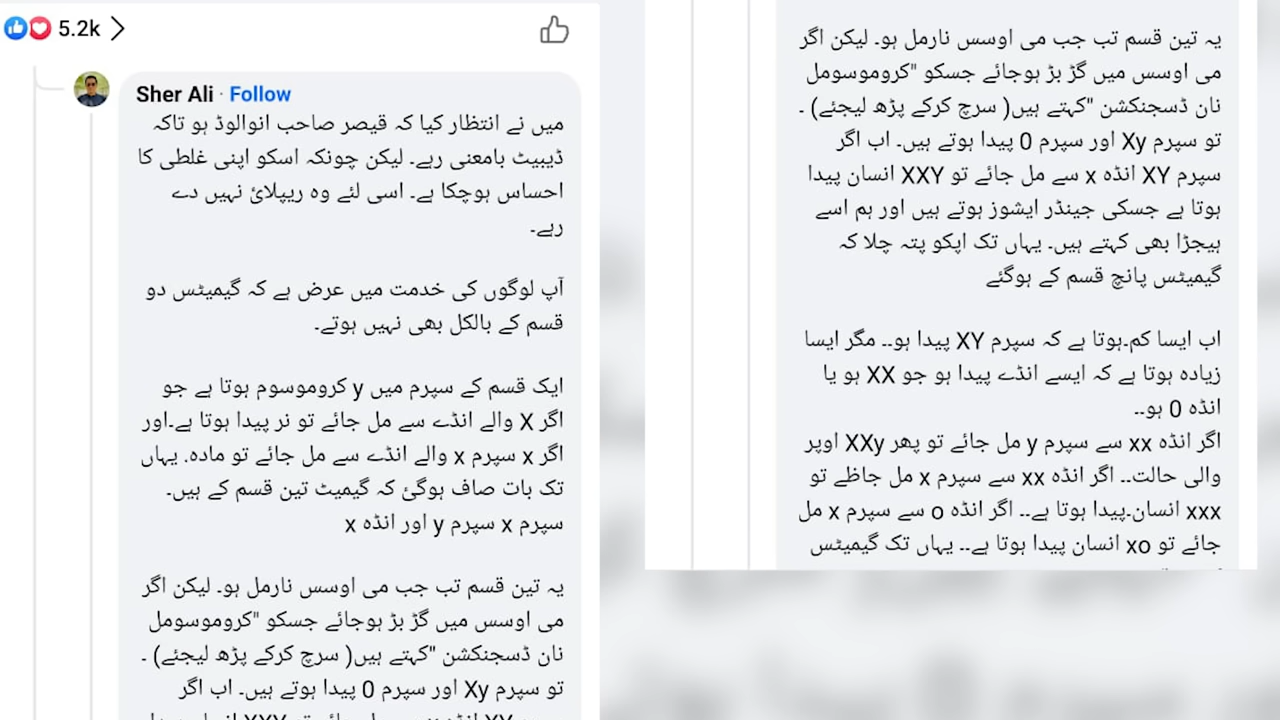 5.2k
Sher Ali · Follow
میں نے انتظار کیا کہ قیصر صاحب انوالوڈ ہو تاکہ
ڈیبیٹ بامعنی رہے۔ لیکن چونکہ اسکو اپنی غلطی کا
احساس ہوچکا ہے۔ اسی لئے وہ ریپلائ نہیں دے
رہے۔
آپ لوگوں کی خدمت میں عرض ہے کہ گیمیٹس دو
قسم کے بالکل بھی نہیں ہوتے۔
ایک قسم کے سپرم میں y کروموسوم ہوتا ہے جو
اگر X والے انڈے سے مل جائے تو نر پیدا ہوتا ہے۔اور
اگر x سپرم x والے انڈے سے مل جائے تو مادہ. یہاں
تک بات صاف ہوگئ کہ گیمیٹ تین قسم کے ہیں۔
سپرم x سپرم y اور انڈہ x
یہ تین قسم تب جب می اوسس نارمل ہو۔ لیکن اگر
می اوسس میں گڑ بڑ ہوجائے جسکو "کروموسومل
نان ڈسجنکشن "کہتے ہیں( سرچ کرکے پڑھ لیجئے) ۔
تو سپرم Xy اور سپرم 0 پیدا ہوتے ہیں۔ اب اگر
یہ تین قسم تب جب می اوسس نارمل ہو۔ لیکن اگر
می اوسس میں گڑ بڑ ہوجائے جسکو "کروموسومل
نان ڈسجنکشن "کہتے ہیں( سرچ کرکے پڑھ لیجئے) ۔
تو سپرم Xy اور سپرم 0 پیدا ہوتے ہیں۔ اب اگر
سپرم XY انڈہ x سے مل جائے تو XXY انسان پیدا
ہوتا ہے جسکی جینڈر ایشوز ہوتے ہیں اور ہم اسے
ہیجڑا بھی کہتے ہیں۔ یہاں تک اپکو پتہ چلا کہ
گیمیٹس پانچ قسم کے ہوگئے
اب ایسا کم۔ہوتا ہے کہ سپرم XY پیدا ہو۔۔ مگر ایسا
زیادہ ہوتا ہے کہ ایسے انڈے پیدا ہو جو XX ہو یا
انڈہ 0 ہو۔۔
اگر انڈہ xx سے سپرم y مل جائے تو پھر XXy اوپر
والی حالت۔۔ اگر انڈہ xx سے سپرم x مل جاظے تو
xxx انسان۔پیدا ہوتا ہے۔۔ اگر انڈہ o سے سپرم x مل
جائے تو xo انسان پیدا ہوتا ہے۔۔ یہاں تک گیمیٹس